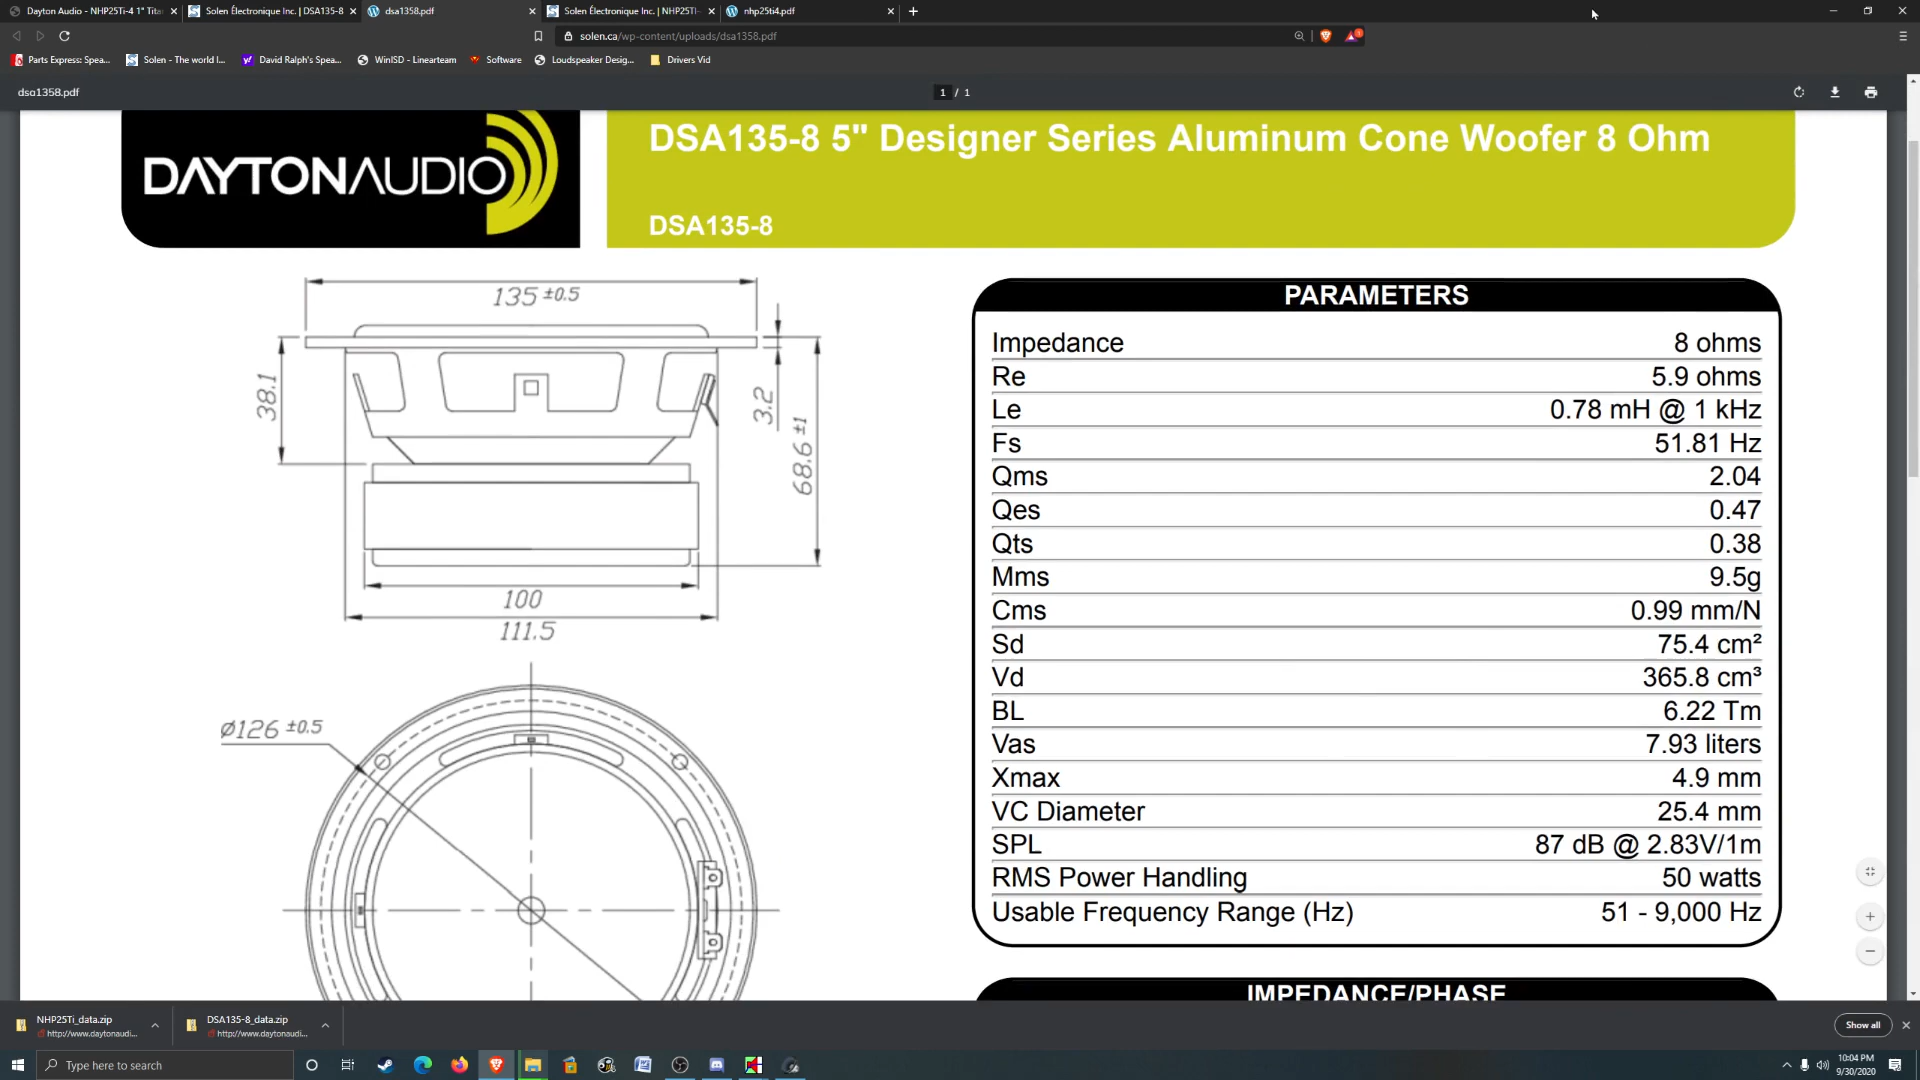 Dayton Audio - NHP25Ti-4 1" Tita
Solen Électronique Inc. | DSA135-8
dsa1358.pdf
Solen Électronique Inc. | NHP25Ti-
nhp25ti4.pdf
solen.ca/wp-content/uploads/dsa1358.pdf
Parts Express: Spea...
Solen - The world l...
David Ralph's Spea...
WinISD - Linearteam
Software
Loudspeaker Desig...
Drivers Vid
dsa1358.pdf
1 / 1
DAYTONAUDIO
DSA135-8 5" Designer Series Aluminum Cone Woofer 8 Ohm
DSA135-8
135 ±0.5
38.1
3.2
68.6 ±1
100
111.5
Ø126 ±0.5
PARAMETERS
Impedance 8 ohms
Re 5.9 ohms
Le 0.78 mH @ 1 kHz
Fs 51.81 Hz
Qms 2.04
Qes 0.47
Qts 0.38
Mms 9.5g
Cms 0.99 mm/N
Sd 75.4 cm²
Vd 365.8 cm³
BL 6.22 Tm
Vas 7.93 liters
Xmax 4.9 mm
VC Diameter 25.4 mm
SPL 87 dB @ 2.83V/1m
RMS Power Handling 50 watts
Usable Frequency Range (Hz) 51 - 9,000 Hz
IMPEDANCE/PHASE
NHP25Ti_data.zip
http://www.daytonaudi...
DSA135-8_data.zip
http://www.daytonaudi...
Show all
Type here to search
10:04 PM
9/30/2020